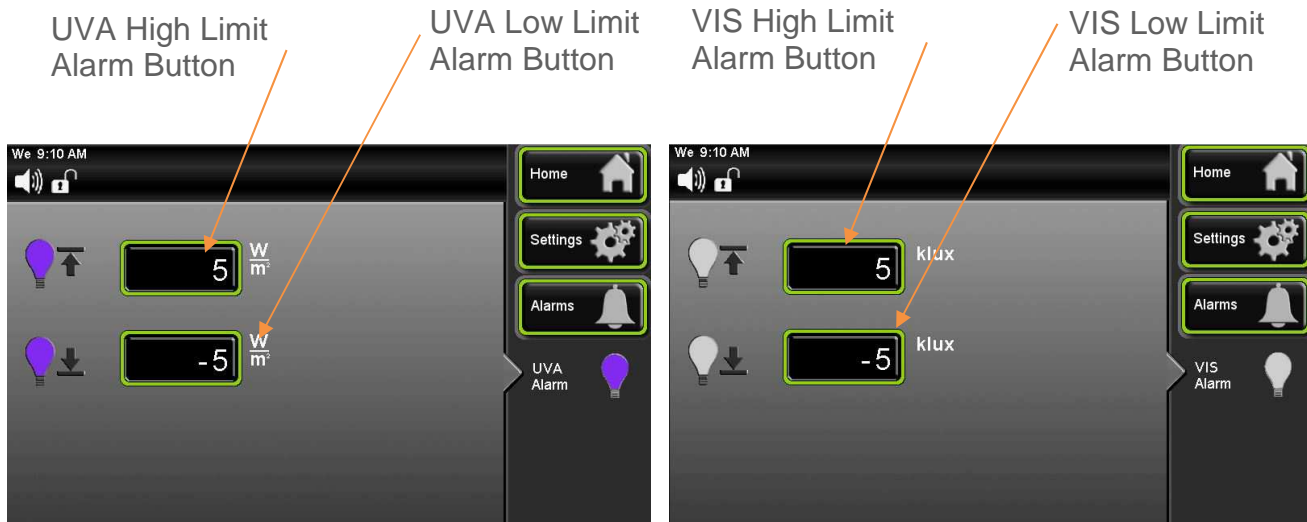 UVA High Limit
Alarm Button
UVA Low Limit
Alarm Button
VIS High Limit
Alarm Button
VIS Low Limit
Alarm Button
We 9:10 AM
Home
Settings
Alarms
UVA
Alarm
5
W
m²
-5
W
m²
We 9:10 AM
Home
Settings
Alarms
VIS
Alarm
5 klux
-5 klux